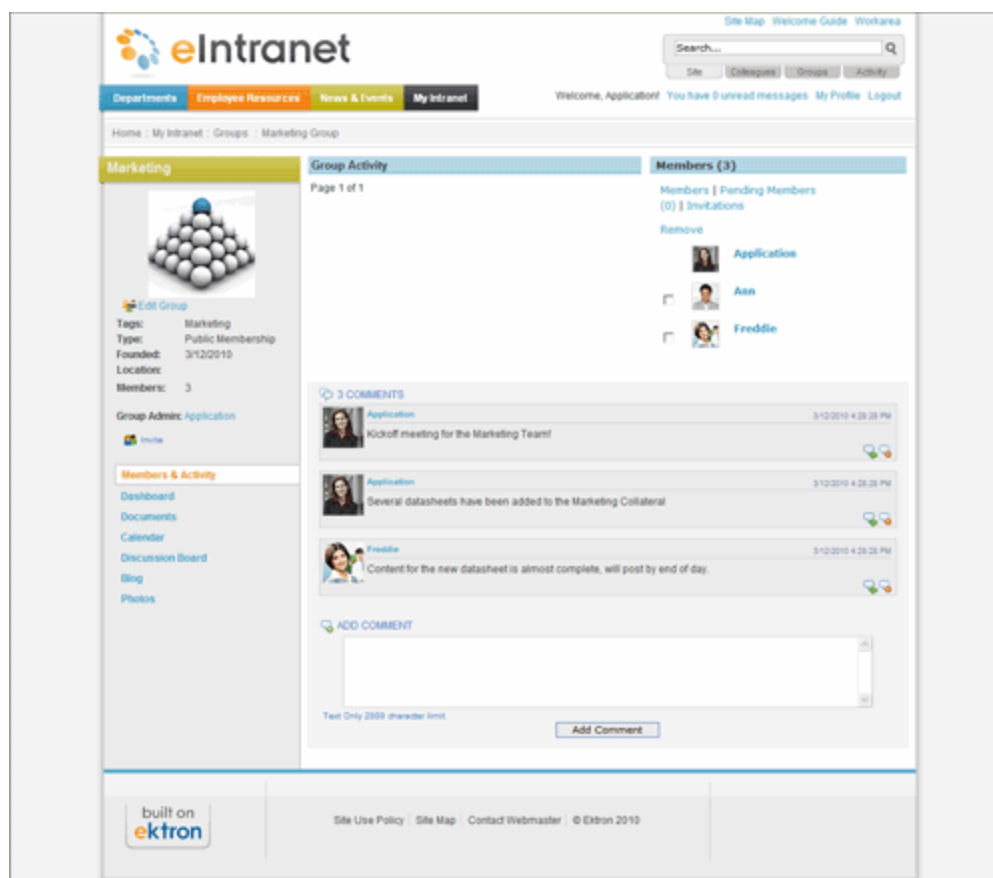 Site Map Welcome Guide Workarea
eIntranet
Search...
Site Colleagues Groups Activity
Departments Employee Resources News & Events My Intranet
Welcome, Application! You have 0 unread messages My Profile Logout
Home : My Intranet : Groups : Marketing Group
Marketing
Edit Group
Tags: Marketing
Type: Public Membership
Founded: 3/12/2010
Location:
Members: 3
Group Admin: Application
Invite
Members & Activity
Dashboard
Documents
Calendar
Discussion Board
Blog
Photos
Group Activity
Page 1 of 1
Members (3)
Members | Pending Members
(0) | Invitations
Remove
Application
Ann
Freddie
3 COMMENTS
Application 3/12/2010 4:28:28 PM
Kickoff meeting for the Marketing Team!
Application 3/12/2010 4:28:28 PM
Several datasheets have been added to the Marketing Collateral
Freddie 3/12/2010 4:28:28 PM
Content for the new datasheet is almost complete, will post by end of day.
ADD COMMENT
Text Only 2000 character limit
Add Comment
built on
ektron
Site Use Policy Site Map Contact Webmaster © Ektron 2010